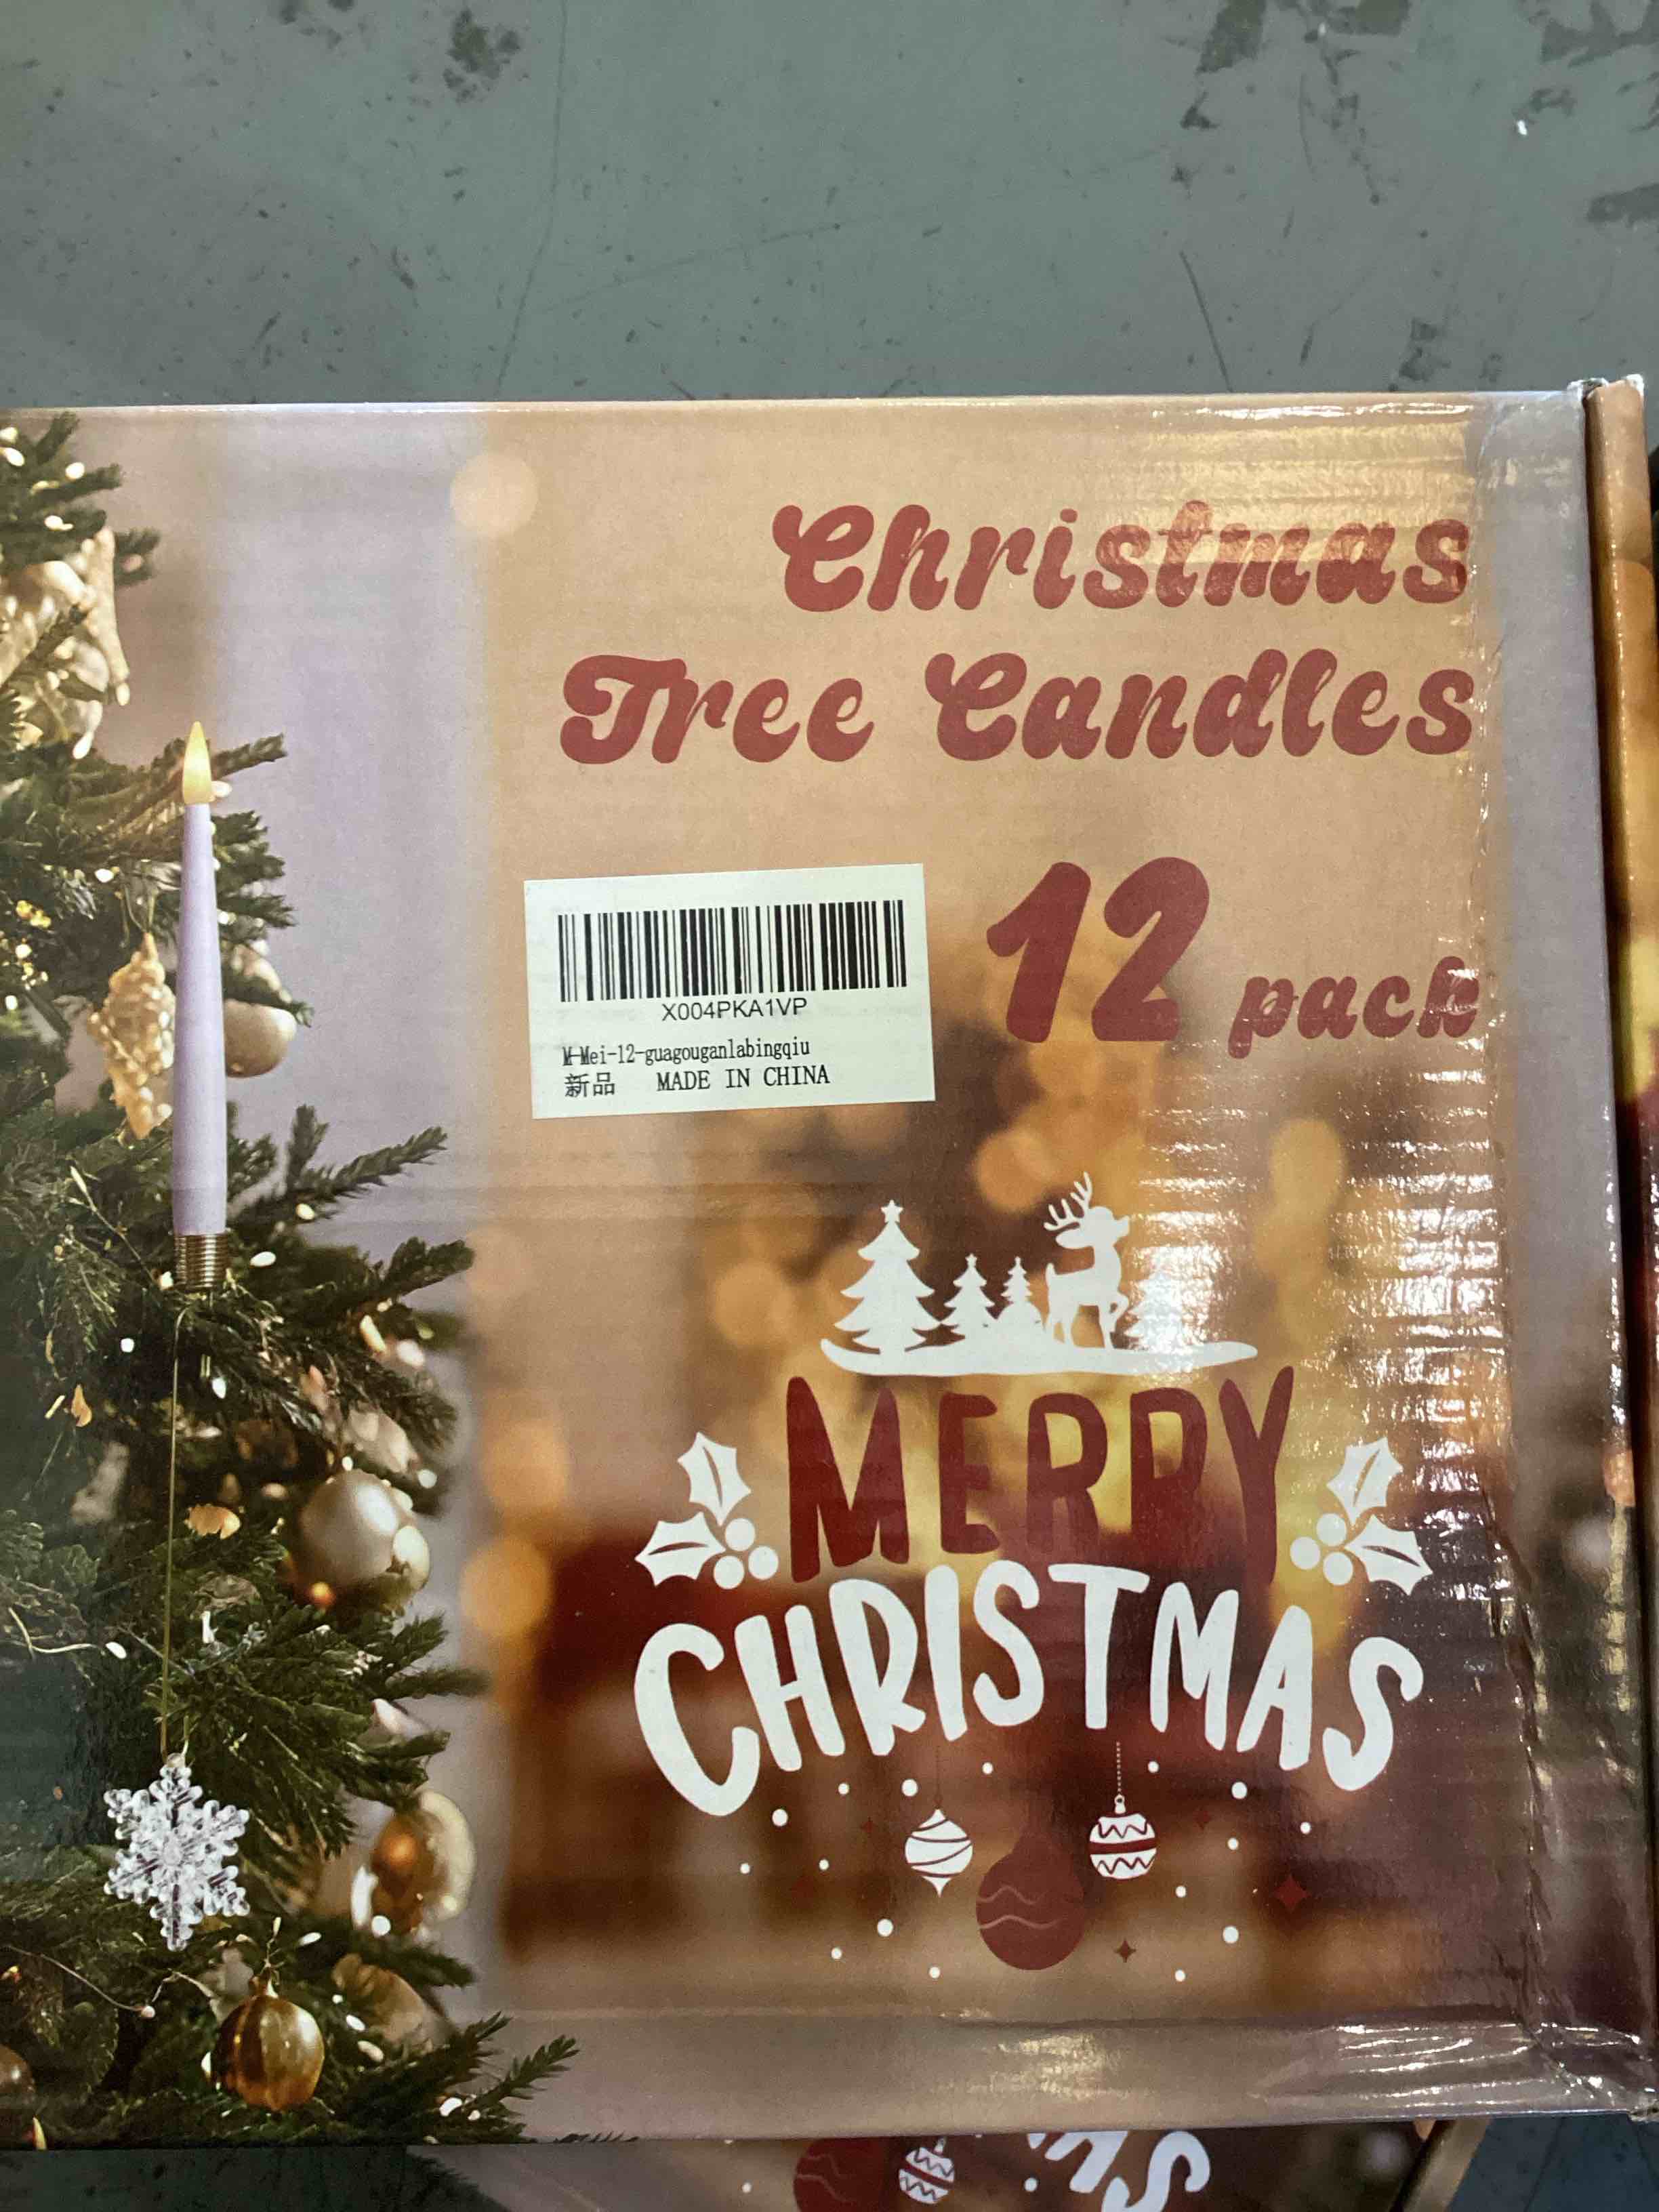 Christmas
Tree Candles
12 pack
X004PKA1VP
M-Mei-12-guagouganlabingqiu
新品 MADE IN CHINA
MERRY
CHRISTMAS